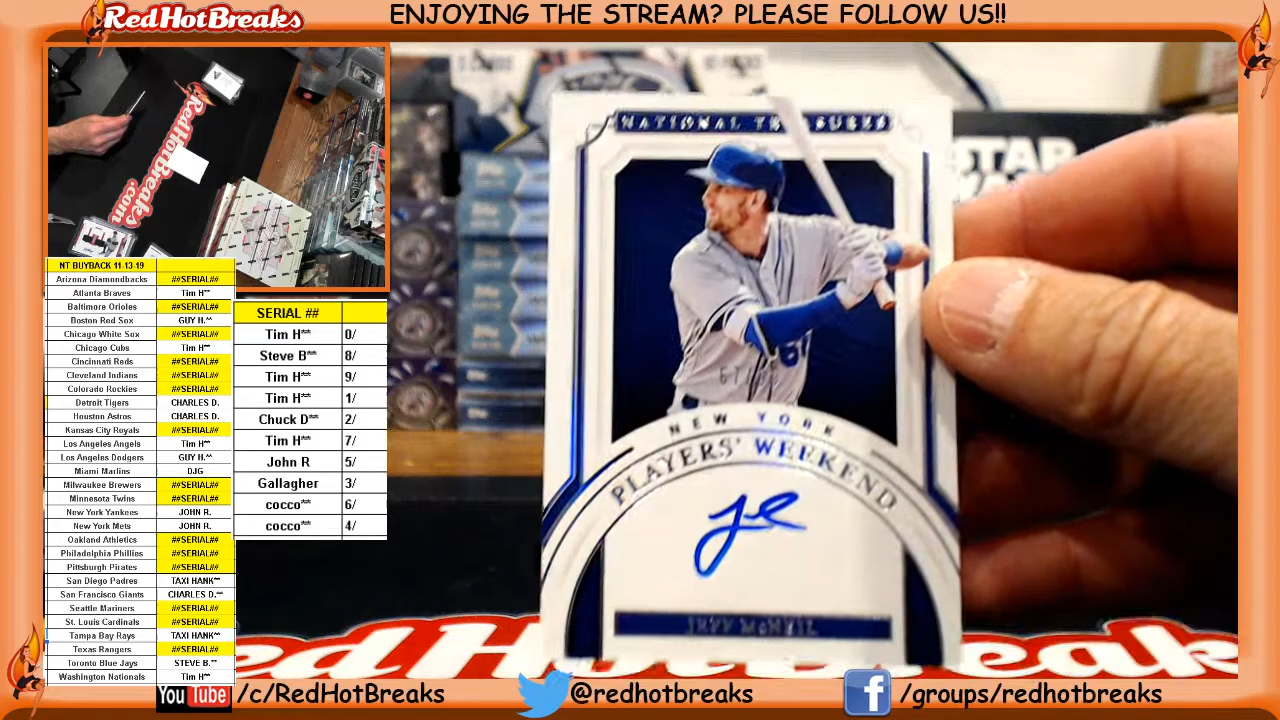 RedHotBreaks
ENJOYING THE STREAM? PLEASE FOLLOW US!!
RedHotBreaks
.com
NT BUYBACK 11-13-19
Arizona Diamondbacks ##SERIAL##
Atlanta Braves Tim H**
Baltimore Orioles ##SERIAL##
Boston Red Sox GUY H.^^
Chicago White Sox ##SERIAL##
Chicago Cubs Tim H**
Cincinnati Reds ##SERIAL##
Cleveland Indians ##SERIAL##
Colorado Rockies ##SERIAL##
Detroit Tigers CHARLES D.
Houston Astros CHARLES D.
Kansas City Royals ##SERIAL##
Los Angeles Angels Tim H**
Los Angeles Dodgers GUY H.^^
Miami Marlins DJG
Milwaukee Brewers ##SERIAL##
Minnesota Twins ##SERIAL##
New York Yankees JOHN R.
New York Mets JOHN R.
Oakland Athletics ##SERIAL##
Philadelphia Phillies ##SERIAL##
Pittsburgh Pirates ##SERIAL##
San Diego Padres TAXI HANK**
San Francisco Giants CHARLES D.**
Seattle Mariners ##SERIAL##
St. Louis Cardinals ##SERIAL##
Tampa Bay Rays TAXI HANK**
Texas Rangers ##SERIAL##
Toronto Blue Jays STEVE B.**
Washington Nationals Tim H**
SERIAL ##
Tim H** 0/
Steve B** 8/
Tim H** 9/
Tim H** 1/
Chuck D** 2/
Tim H** 7/
John R 5/
Gallagher 3/
cocco** 6/
cocco** 4/
NATIONAL TREASURES
NEW YORK
PLAYERS' WEEKEND
JEFF McNEIL
STAR
edHotBreaks
YouTube /c/RedHotBreaks
@redhotbreaks
f /groups/redhotbreaks